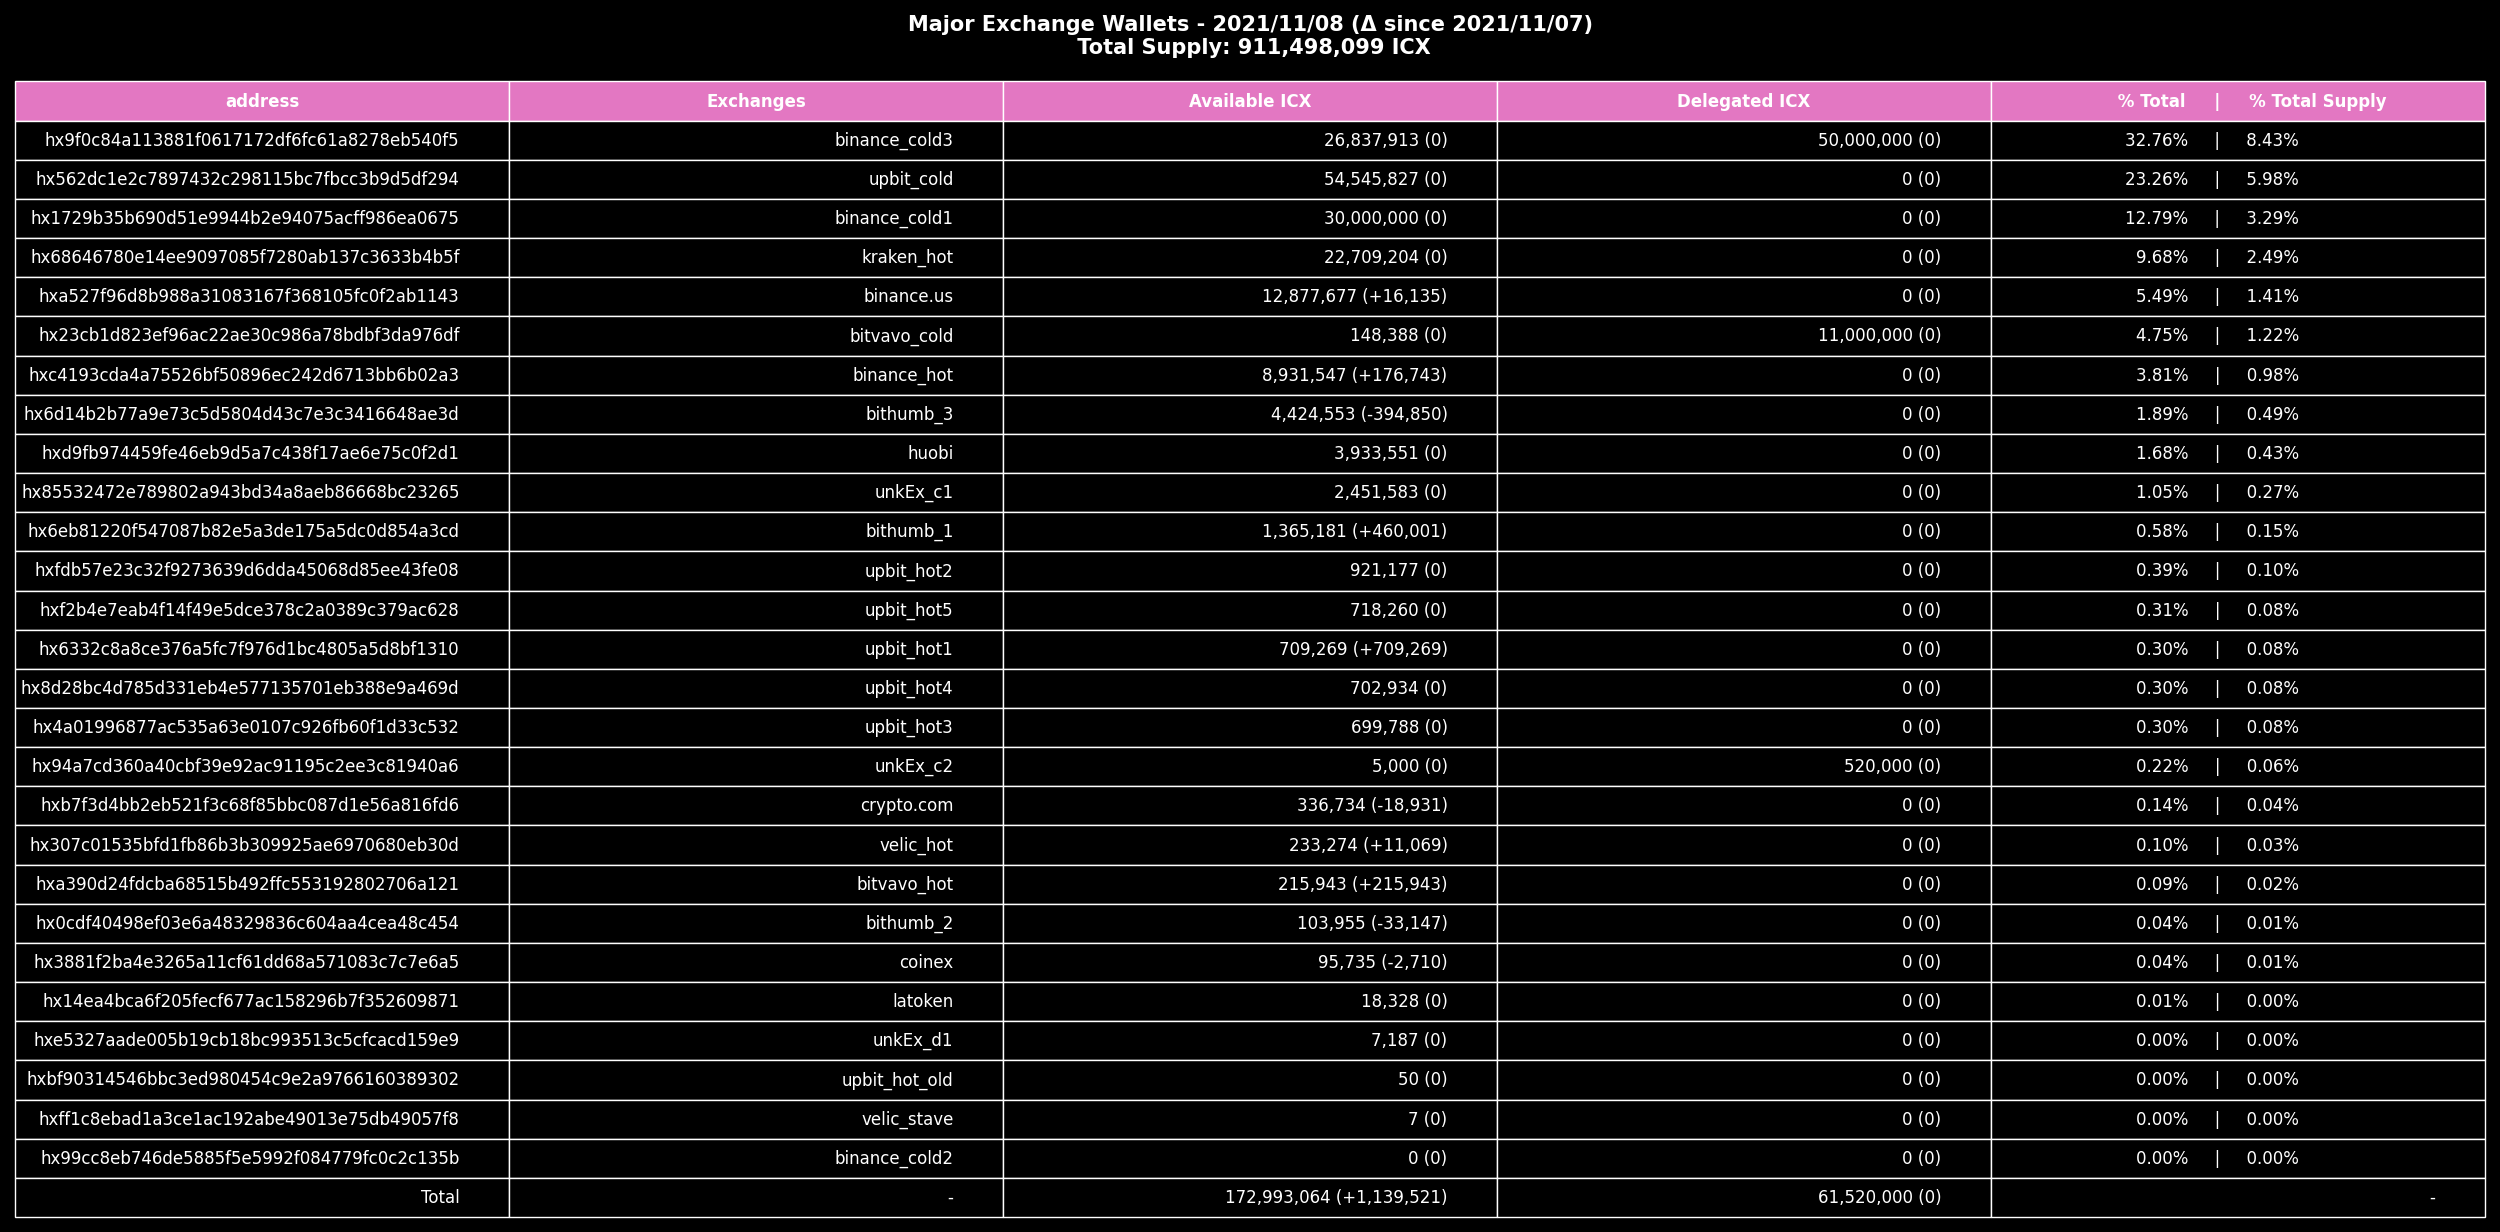 Major Exchange Wallets - 2021/11/08 (Δ since 2021/11/07)
Total Supply: 911,498,099 ICX
address Exchanges Available ICX Delegated ICX % Total | % Total Supply
hx9f0c84a113881f0617172df6fc61a8278eb540f5 binance_cold3 26,837,913 (0) 50,000,000 (0) 32.76% | 8.43%
hx562dc1e2c7897432c298115bc7fbcc3b9d5df294 upbit_cold 54,545,827 (0) 0 (0) 23.26% | 5.98%
hx1729b35b690d51e9944b2e94075acff986ea0675 binance_cold1 30,000,000 (0) 0 (0) 12.79% | 3.29%
hx68646780e14ee9097085f7280ab137c3633b4b5f kraken_hot 22,709,204 (0) 0 (0) 9.68% | 2.49%
hxa527f96d8b988a31083167f368105fc0f2ab1143 binance.us 12,877,677 (+16,135) 0 (0) 5.49% | 1.41%
hx23cb1d823ef96ac22ae30c986a78bdbf3da976df bitvavo_cold 148,388 (0) 11,000,000 (0) 4.75% | 1.22%
hxc4193cda4a75526bf50896ec242d6713bb6b02a3 binance_hot 8,931,547 (+176,743) 0 (0) 3.81% | 0.98%
hx6d14b2b77a9e73c5d5804d43c7e3c3416648ae3d bithumb_3 4,424,553 (-394,850) 0 (0) 1.89% | 0.49%
hxd9fb974459fe46eb9d5a7c438f17ae6e75c0f2d1 huobi 3,933,551 (0) 0 (0) 1.68% | 0.43%
hx85532472e789802a943bd34a8aeb86668bc23265 unkEx_c1 2,451,583 (0) 0 (0) 1.05% | 0.27%
hx6eb81220f547087b82e5a3de175a5dc0d854a3cd bithumb_1 1,365,181 (+460,001) 0 (0) 0.58% | 0.15%
hxfdb57e23c32f9273639d6dda45068d85ee43fe08 upbit_hot2 921,177 (0) 0 (0) 0.39% | 0.10%
hxf2b4e7eab4f14f49e5dce378c2a0389c379ac628 upbit_hot5 718,260 (0) 0 (0) 0.31% | 0.08%
hx6332c8a8ce376a5fc7f976d1bc4805a5d8bf1310 upbit_hot1 709,269 (+709,269) 0 (0) 0.30% | 0.08%
hx8d28bc4d785d331eb4e577135701eb388e9a469d upbit_hot4 702,934 (0) 0 (0) 0.30% | 0.08%
hx4a01996877ac535a63e0107c926fb60f1d33c532 upbit_hot3 699,788 (0) 0 (0) 0.30% | 0.08%
hx94a7cd360a40cbf39e92ac91195c2ee3c81940a6 unkEx_c2 5,000 (0) 520,000 (0) 0.22% | 0.06%
hxb7f3d4bb2eb521f3c68f85bbc087d1e56a816fd6 crypto.com 336,734 (-18,931) 0 (0) 0.14% | 0.04%
hx307c01535bfd1fb86b3b309925ae6970680eb30d velic_hot 233,274 (+11,069) 0 (0) 0.10% | 0.03%
hxa390d24fdcba68515b492ffc553192802706a121 bitvavo_hot 215,943 (+215,943) 0 (0) 0.09% | 0.02%
hx0cdf40498ef03e6a48329836c604aa4cea48c454 bithumb_2 103,955 (-33,147) 0 (0) 0.04% | 0.01%
hx3881f2ba4e3265a11cf61dd68a571083c7c7e6a5 coinex 95,735 (-2,710) 0 (0) 0.04% | 0.01%
hx14ea4bca6f205fecf677ac158296b7f352609871 latoken 18,328 (0) 0 (0) 0.01% | 0.00%
hxe5327aade005b19cb18bc993513c5cfcacd159e9 unkEx_d1 7,187 (0) 0 (0) 0.00% | 0.00%
hxbf90314546bbc3ed980454c9e2a9766160389302 upbit_hot_old 50 (0) 0 (0) 0.00% | 0.00%
hxff1c8ebad1a3ce1ac192abe49013e75db49057f8 velic_stave 7 (0) 0 (0) 0.00% | 0.00%
hx99cc8eb746de5885f5e5992f084779fc0c2c135b binance_cold2 0 (0) 0 (0) 0.00% | 0.00%
Total - 172,993,064 (+1,139,521) 61,520,000 (0) -